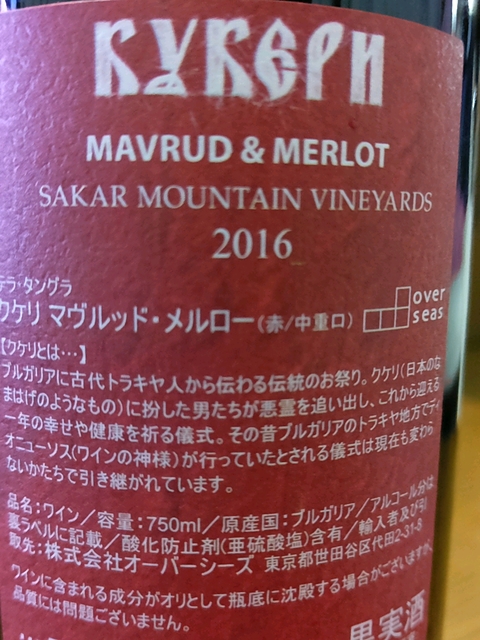 КУКЕРИ
MAVRUD & MERLOT
SAKAR MOUNTAIN VINEYARDS
2016
テラ・タングラ
クケリ マヴルッド・メルロー(赤/中重口)
over
seas
【クケリとは…】
ブルガリアに古代トラキヤ人から伝わる伝統のお祭り。クケリ(日本のな
まはげのようなもの)に扮した男たちが悪霊を追い出し、これから迎える
一年の幸せや健康を祈る儀式。その昔ブルガリアのトラキヤ地方でディ
オニューソス(ワインの神様)が行っていたとされる儀式は現在も変わら
ないかたちで引き継がれています。
品名:ワイン/容量:750ml/原産国:ブルガリア/アルコール分は
裏ラベルに記載/酸化防止剤(亜硫酸塩)含有/輸入者及び引
取先:株式会社オーバーシーズ 東京都世田谷区代田2-31-8
ワインに含まれる成分がオリとして瓶底に沈殿する場合がございますが、
品質には問題ございません。
果実酒